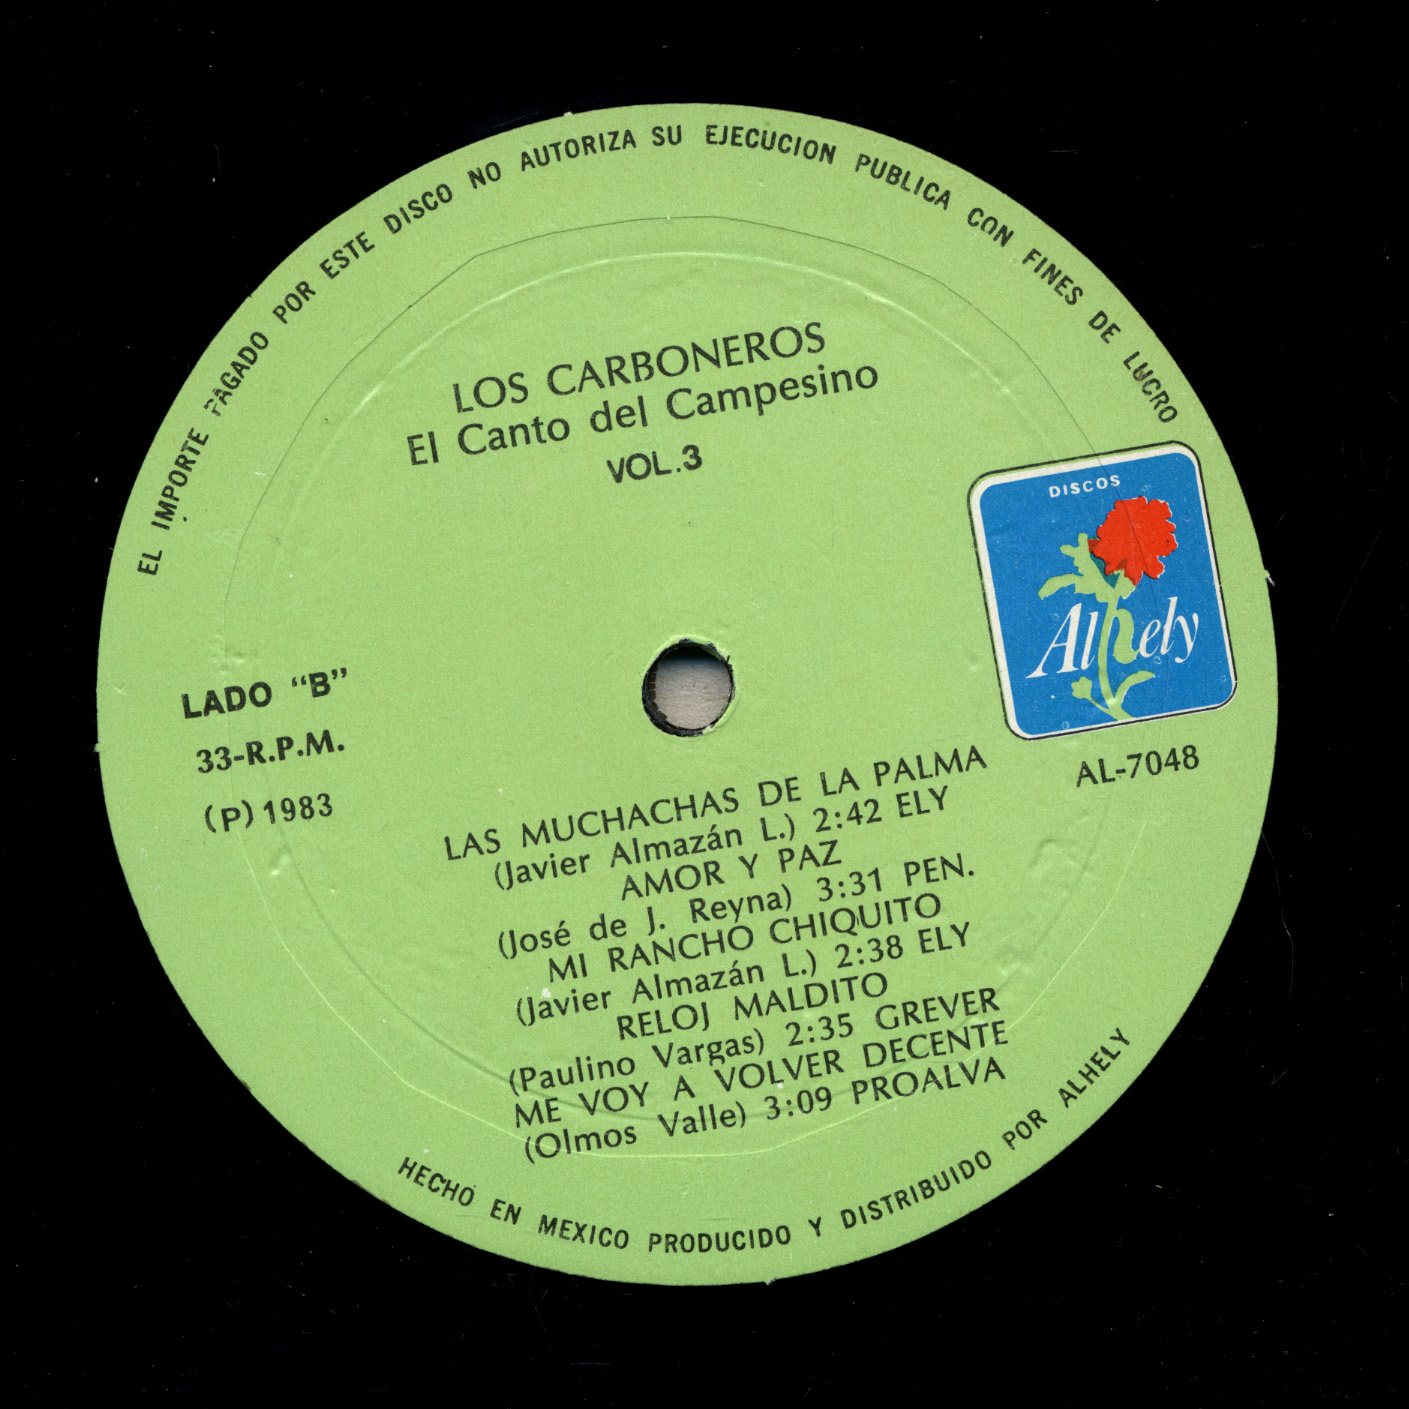 EL IMPORTE PAGADO POR ESTE DISCO NO AUTORIZA SU EJECUCION PUBLICA CON FINES DE LUCRO
LOS CARBONEROS
El Canto del Campesino
VOL.3
DISCOS
Alhely
AL-7048
LADO "B"
33-R.P.M.
(P) 1983
LAS MUCHACHAS DE LA PALMA
(Javier Almazán L.) 2:42 ELY
AMOR Y PAZ
(José de J. Reyna) 3:31 PEN.
MI RANCHO CHIQUITO
(Javier Almazán L.) 2:38 ELY
RELOJ MALDITO
(Paulino Vargas) 2:35 GREVER
ME VOY A VOLVER DECENTE
(Olmos Valle) 3:09 PROALVA
HECHO EN MEXICO PRODUCIDO Y DISTRIBUIDO POR ALHELY